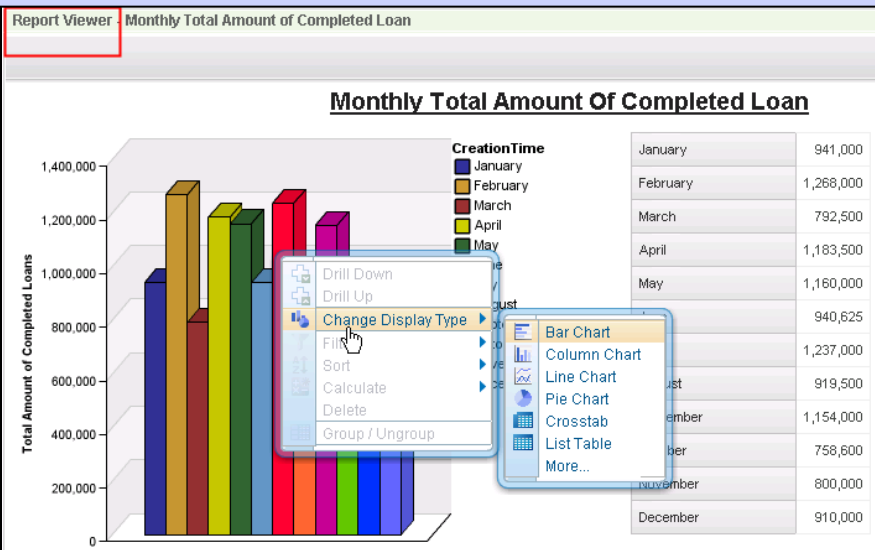 Report Viewer - Monthly Total Amount of Completed Loan
Monthly Total Amount Of Completed Loan
Total Amount of Completed Loans
1,400,000
1,200,000
1,000,000
800,000
600,000
400,000
200,000
0
CreationTime
January
February
March
April
May
Drill Down
Drill Up
Change Display Type
Sort
Calculate
Delete
Group / Ungroup
Bar Chart
Column Chart
Line Chart
Pie Chart
Crosstab
List Table
More...
January 941,000
February 1,268,000
March 792,500
April 1,183,500
May 1,160,000
940,625
1,237,000
919,500
1,154,000
758,600
November 800,000
December 910,000